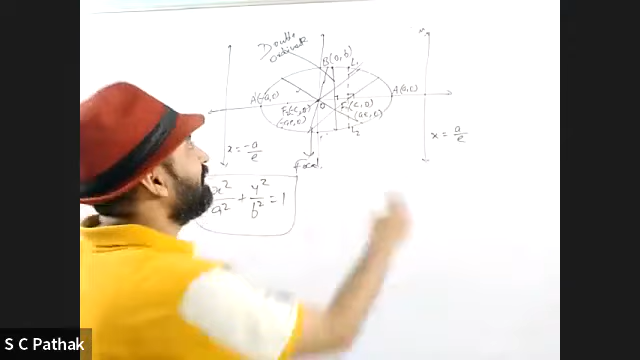 Double
ordinate
B(0, b)
L₁
A'(-a, 0)
A(a, 0)
F₂(-c, 0)
(-ae, 0)
O
F₁(c, 0)
(ae, 0)
L₂
x = -a/e
x = a/e
Focal
x²/a² + y²/b² = 1
S C Pathak